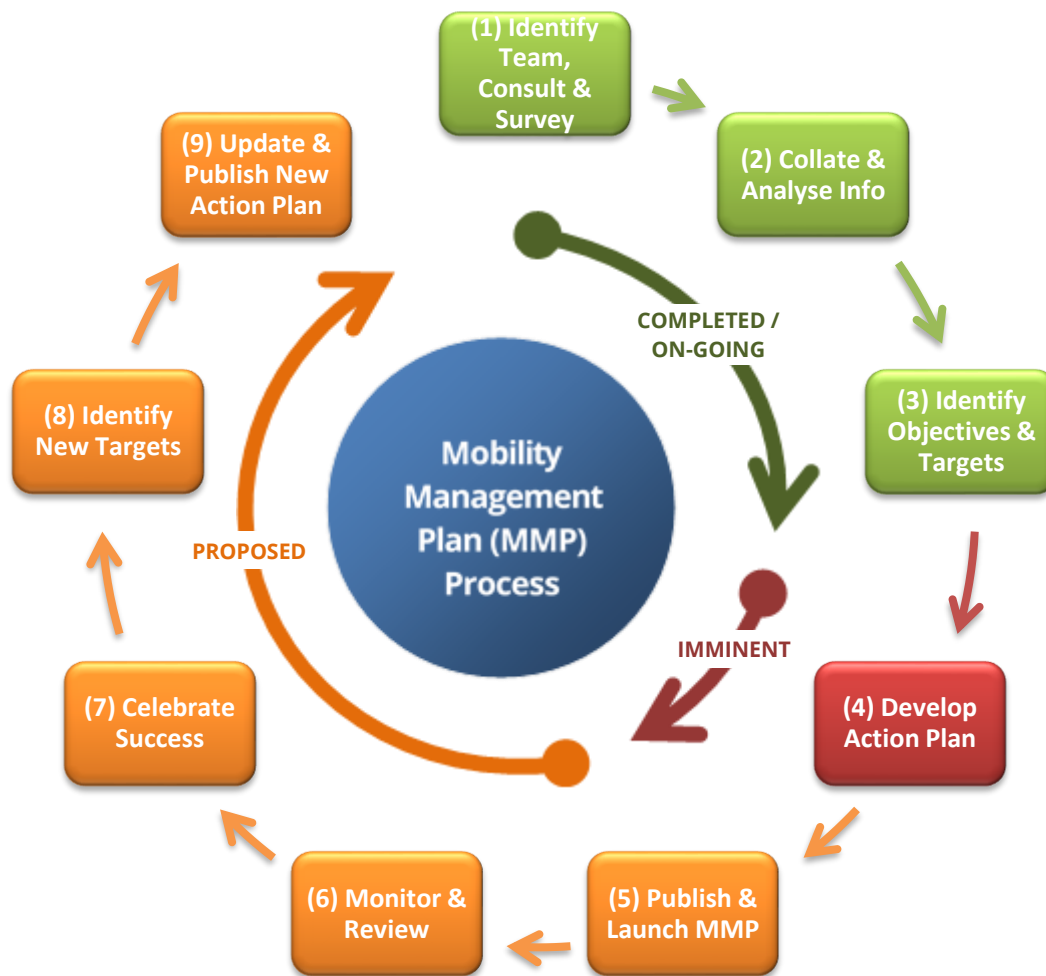 (1) Identify
Team,
Consult &
Survey
(2) Collate &
Analyse Info
(3) Identify
Objectives &
Targets
(4) Develop
Action Plan
(5) Publish &
Launch MMP
(6) Monitor &
Review
(7) Celebrate
Success
(8) Identify
New Targets
(9) Update &
Publish New
Action Plan
COMPLETED /
ON-GOING
IMMINENT
PROPOSED
Mobility
Management
Plan (MMP)
Process